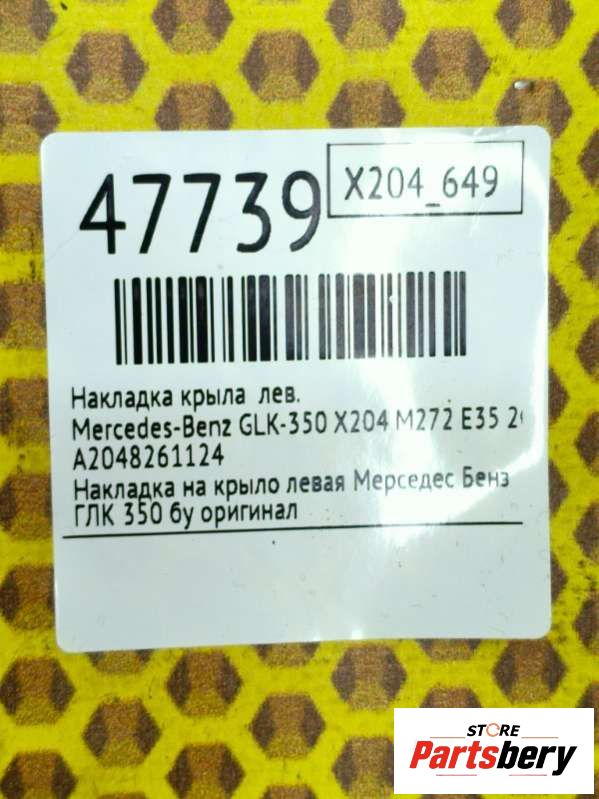 47739
X204_649
Накладка крыла лев.
Mercedes-Benz GLK-350 X204 M272 E35
A2048261124
Накладка на крыло левая Мерседес Бенз
ГЛК 350 бу оригинал
STORE
Partsbery